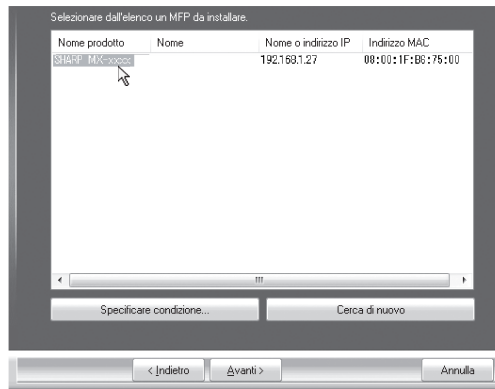 Selezionare dall'elenco un MFP da installare.
Nome prodotto Nome Nome o indirizzo IP Indirizzo MAC
SHARP MX-xxxx 192.168.1.27 08:00:1F:B6:75:00
Specificare condizione... Cerca di nuovo
< Indietro Avanti > Annulla